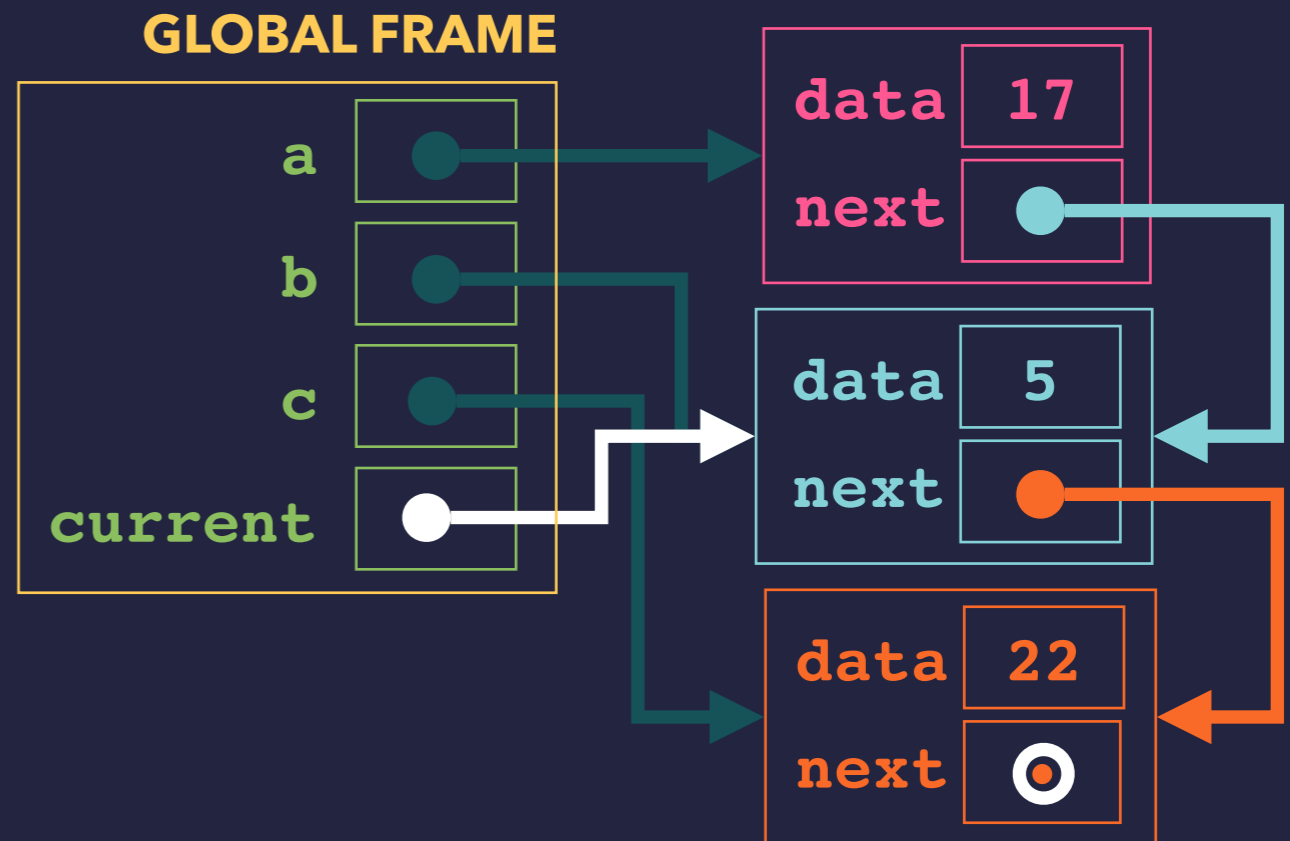 GLOBAL FRAME
a
b
c
current
data 17
next
data 5
next
data 22
next